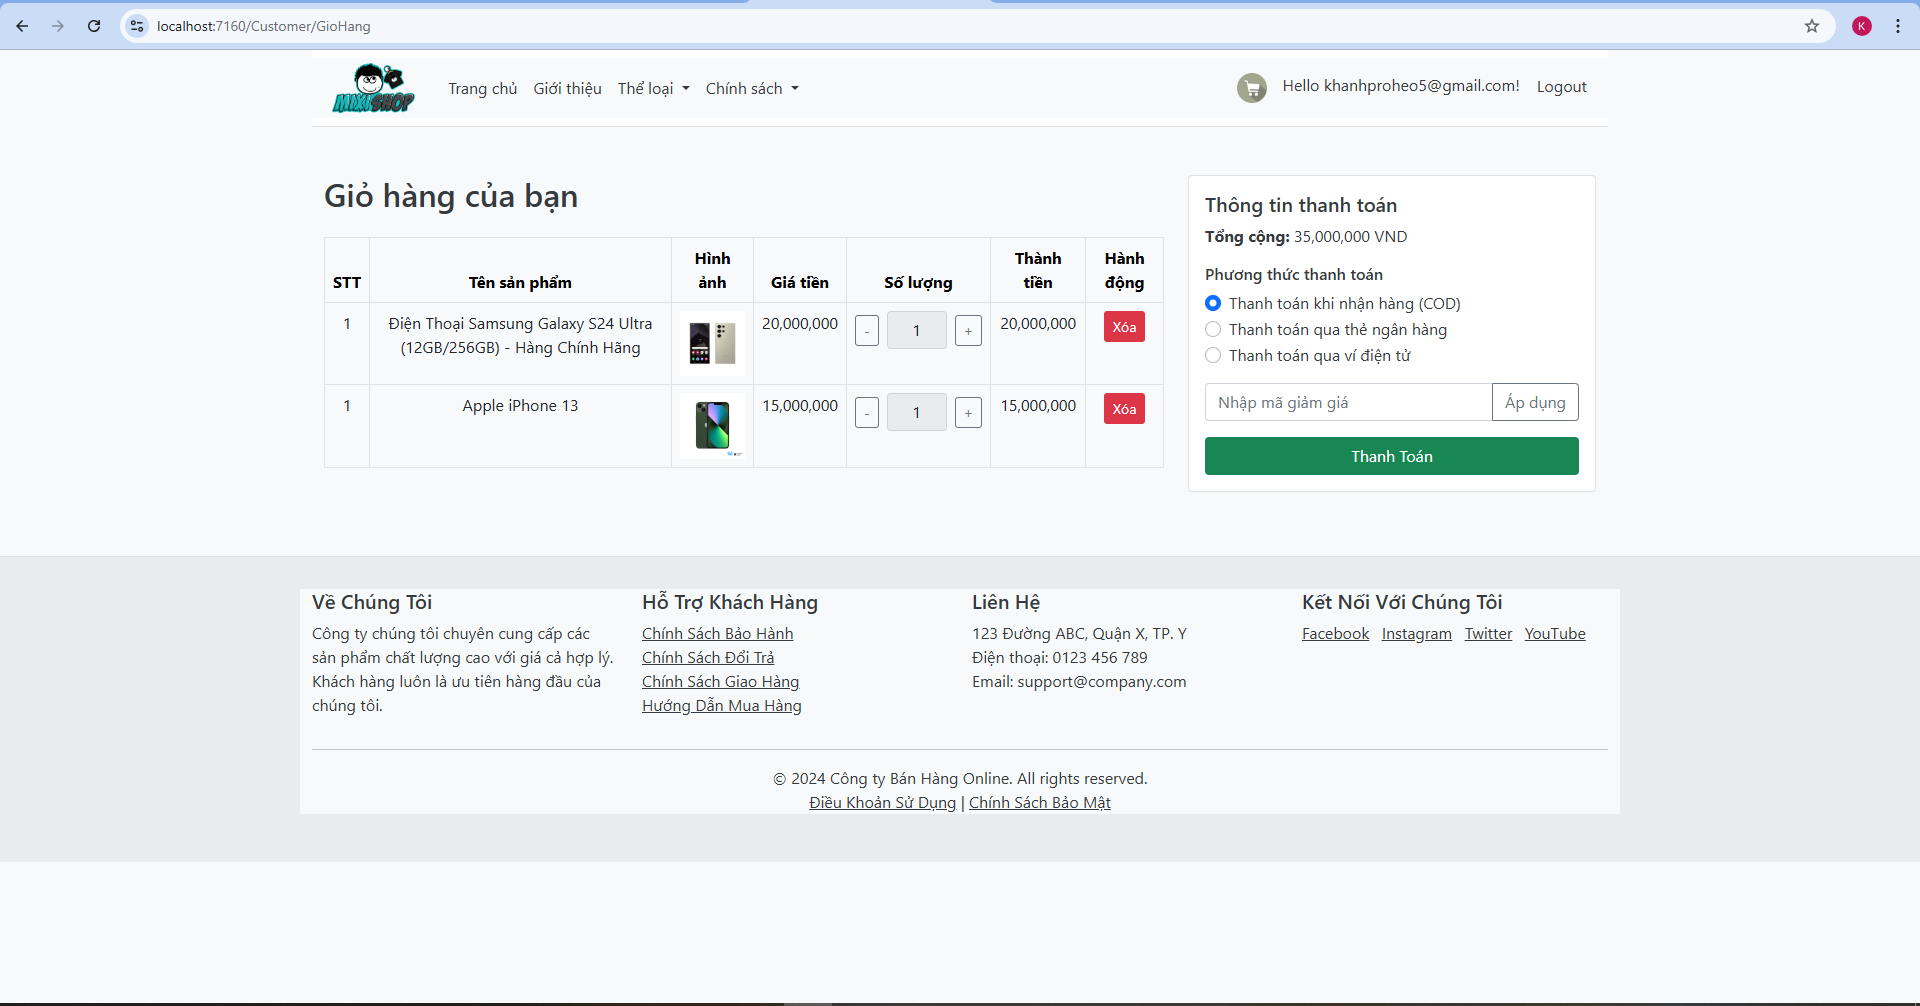 localhost:7160/Customer/GioHang
K
MIXISHOP
Trang chủ Giới thiệu Thể loại Chính sách
Hello khanhproheo5@gmail.com! Logout
Giỏ hàng của bạn
STT Tên sản phẩm Hình ảnh Giá tiền Số lượng Thành tiền Hành động
1 Điện Thoại Samsung Galaxy S24 Ultra (12GB/256GB) - Hàng Chính Hãng 20,000,000 - 1 + 20,000,000 Xóa
1 Apple iPhone 13 15,000,000 - 1 + 15,000,000 Xóa
Thông tin thanh toán
Tổng cộng: 35,000,000 VND
Phương thức thanh toán
Thanh toán khi nhận hàng (COD)
Thanh toán qua thẻ ngân hàng
Thanh toán qua ví điện tử
Nhập mã giảm giá Áp dụng
Thanh Toán
Về Chúng Tôi
Công ty chúng tôi chuyên cung cấp các
sản phẩm chất lượng cao với giá cả hợp lý.
Khách hàng luôn là ưu tiên hàng đầu của
chúng tôi.
Hỗ Trợ Khách Hàng
Chính Sách Bảo Hành
Chính Sách Đổi Trả
Chính Sách Giao Hàng
Hướng Dẫn Mua Hàng
Liên Hệ
123 Đường ABC, Quận X, TP. Y
Điện thoại: 0123 456 789
Email: support@company.com
Kết Nối Với Chúng Tôi
Facebook Instagram Twitter YouTube
© 2024 Công ty Bán Hàng Online. All rights reserved.
Điều Khoản Sử Dụng | Chính Sách Bảo Mật